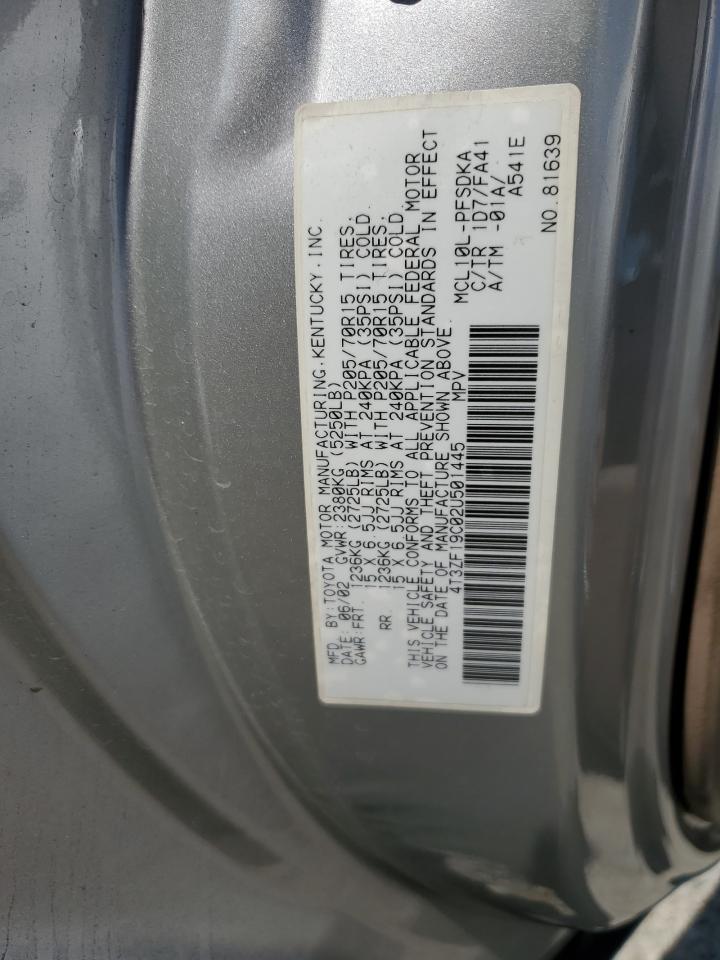 MFD. BY:TOYOTA MOTOR MANUFACTURING.KENTUCKY.INC.
DATE: 06/02 GVWR:2380KG (5250LB)
GAWR:FRT. 1236KG (2725LB) WITH P205/70R15 TIRES,
15 X 6.5JJ RIMS AT 240KPA (35PSI) COLD.
RR. 1236KG (2725LB) WITH P205/70R15 TIRES,
15 X 6.5JJ RIMS AT 240KPA (35PSI) COLD.
THIS VEHICLE CONFORMS TO ALL APPLICABLE FEDERAL MOTOR
VEHICLE SAFETY AND THEFT PREVENTION STANDARDS IN EFFECT
ON THE DATE OF MANUFACTURE SHOWN ABOVE.
4T3ZF19C02U501445 MPV
MCL10L-PFSDKA
C/TR 1D7/FA41
A/TM -01A/
A541E
NO. 81639